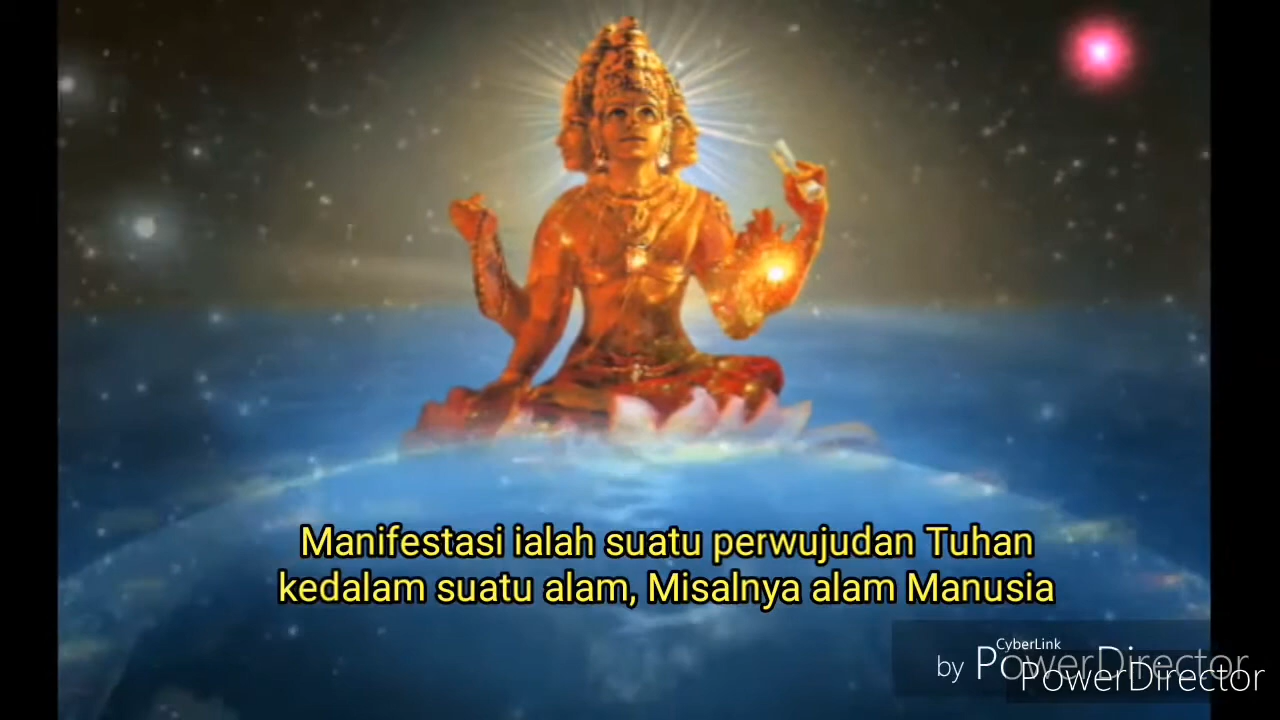 Manifestasi ialah suatu perwujudan Tuhan
kedalam suatu alam, Misalnya alam Manusia
CyberLink
by PowerDirector
PowerDirector